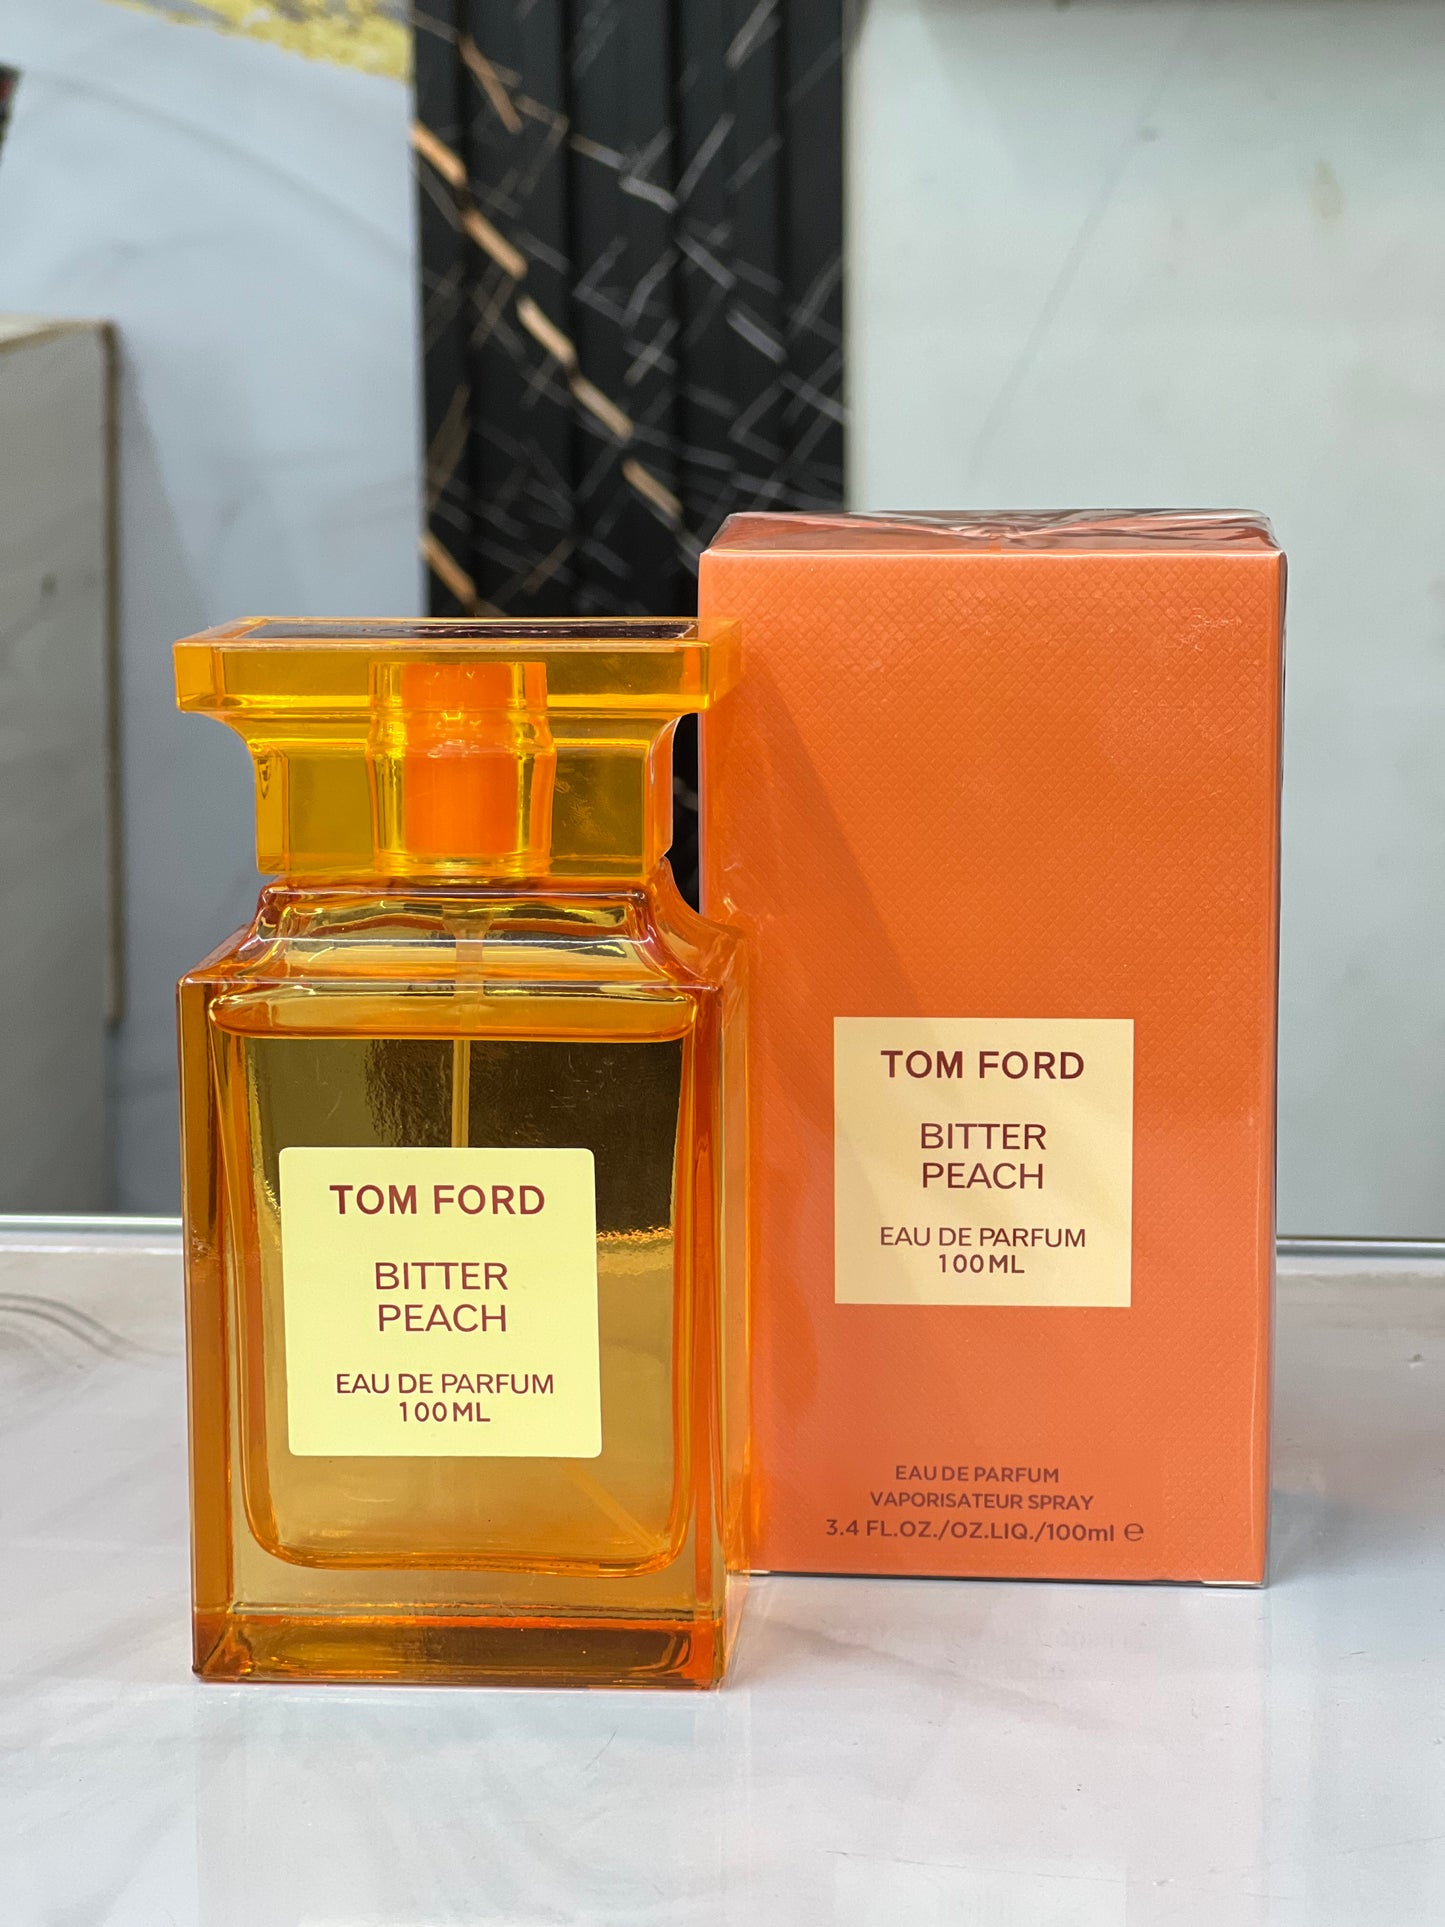 TOM FORD
BITTER
PEACH
EAU DE PARFUM
100ML
TOM FORD
BITTER
PEACH
EAU DE PARFUM
100ML
EAU DE PARFUM
VAPORISATEUR SPRAY
3.4 FL.OZ./OZ.LIQ./100ml ℮